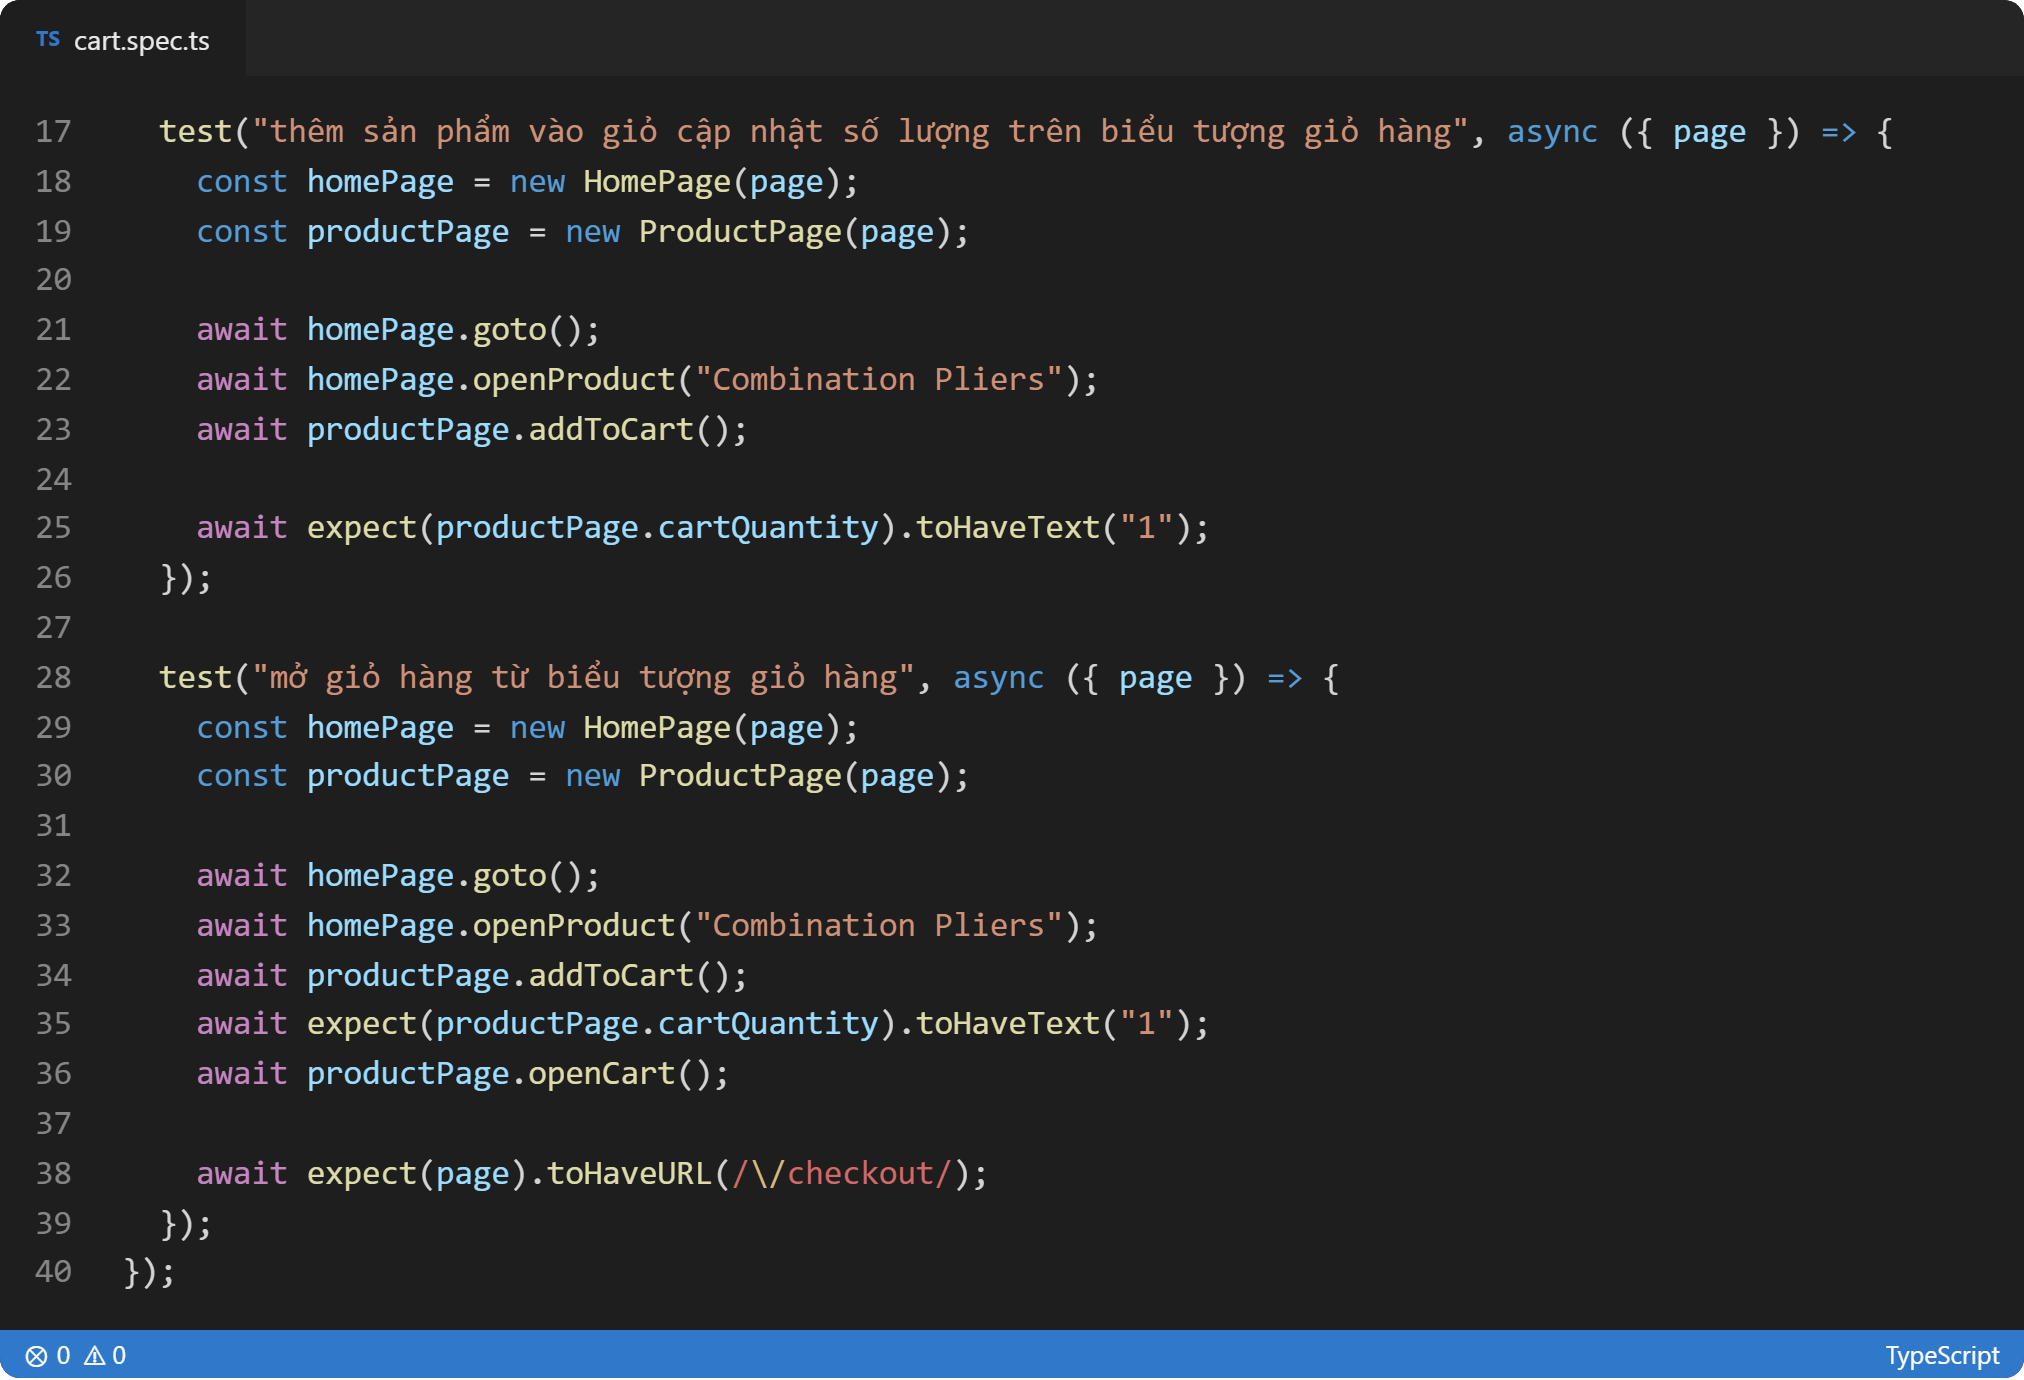 TS cart.spec.ts
17 test("thêm sản phẩm vào giỏ cập nhật số lượng trên biểu tượng giỏ hàng", async ({ page }) => {
18 const homePage = new HomePage(page);
19 const productPage = new ProductPage(page);
20
21 await homePage.goto();
22 await homePage.openProduct("Combination Pliers");
23 await productPage.addToCart();
24
25 await expect(productPage.cartQuantity).toHaveText("1");
26 });
27
28 test("mở giỏ hàng từ biểu tượng giỏ hàng", async ({ page }) => {
29 const homePage = new HomePage(page);
30 const productPage = new ProductPage(page);
31
32 await homePage.goto();
33 await homePage.openProduct("Combination Pliers");
34 await productPage.addToCart();
35 await expect(productPage.cartQuantity).toHaveText("1");
36 await productPage.openCart();
37
38 await expect(page).toHaveURL(/\/checkout/);
39 });
40 });
0 0 TypeScript